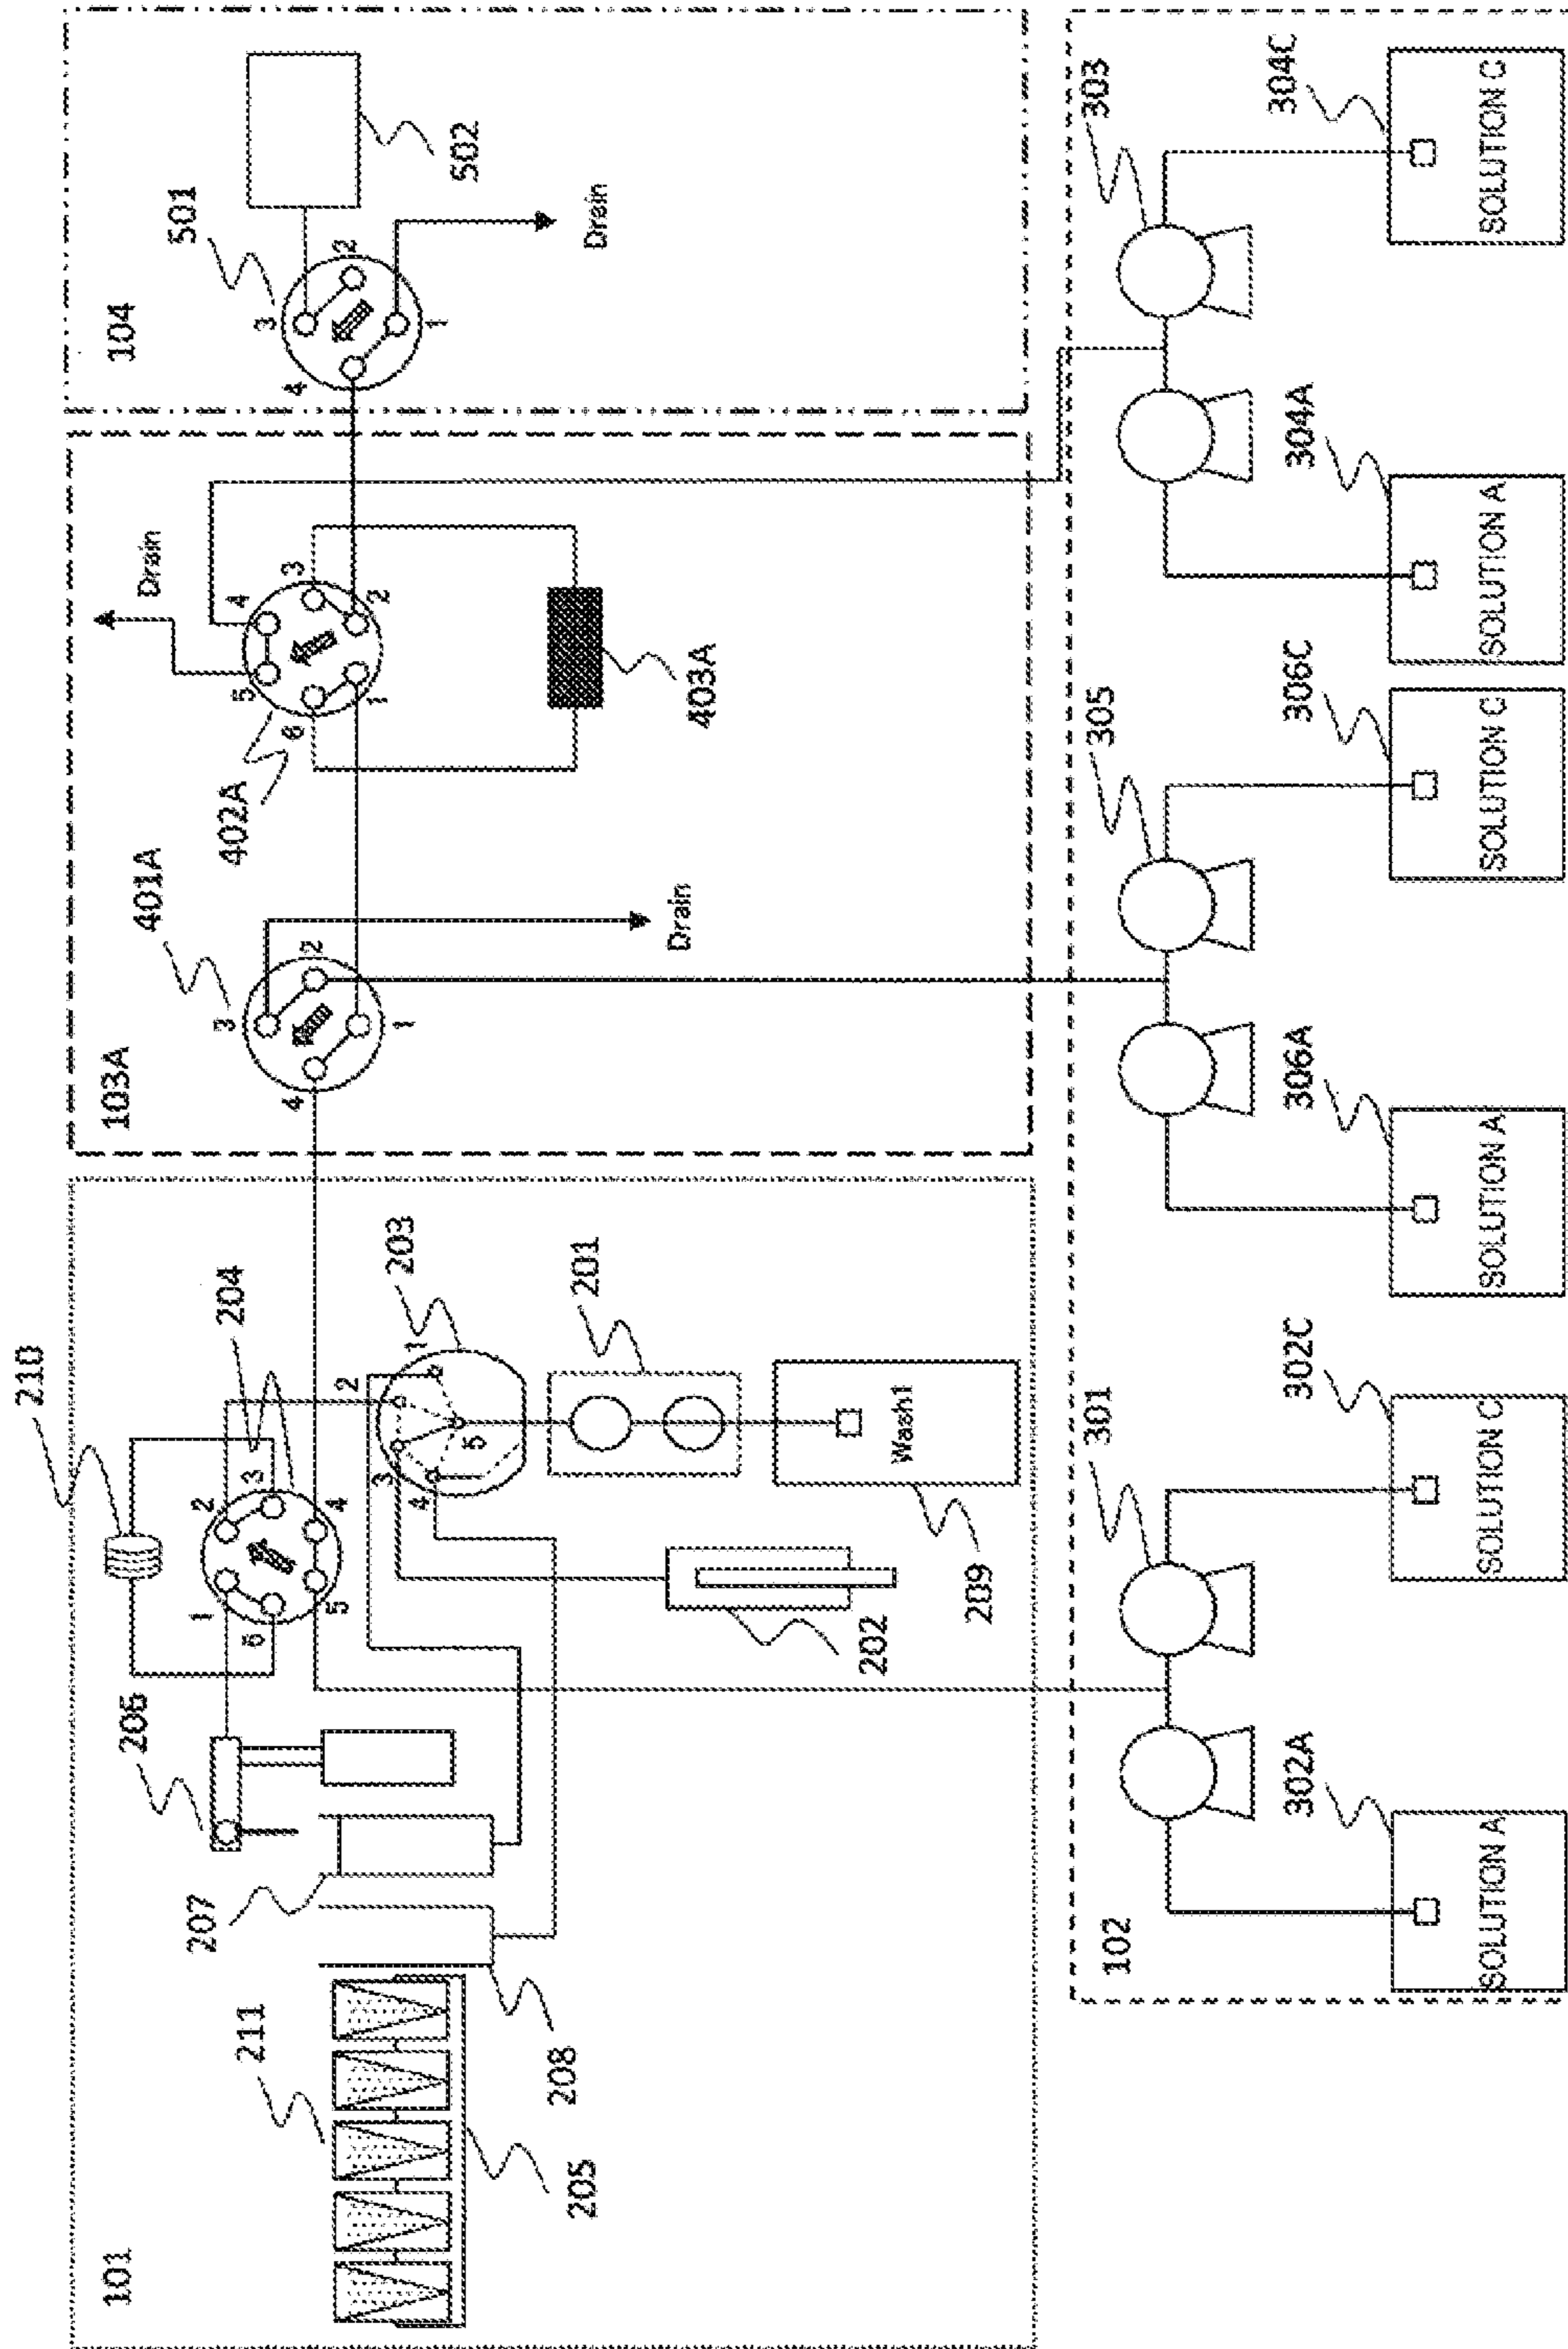 101
210
211
207
206
204
1
2
6
3
5
4
203
2
1
3
4
5
205
208
201
202
209
Wash1
103A
401A
3
2
4
1
Drain
402A
Drain
5
4
6
3
1
2
403A
104
501
3
2
4
1
502
Drain
102
301
305
303
302A
302C
306A
306C
304A
304C
SOLUTION A
SOLUTION C
SOLUTION A
SOLUTION C
SOLUTION A
SOLUTION C